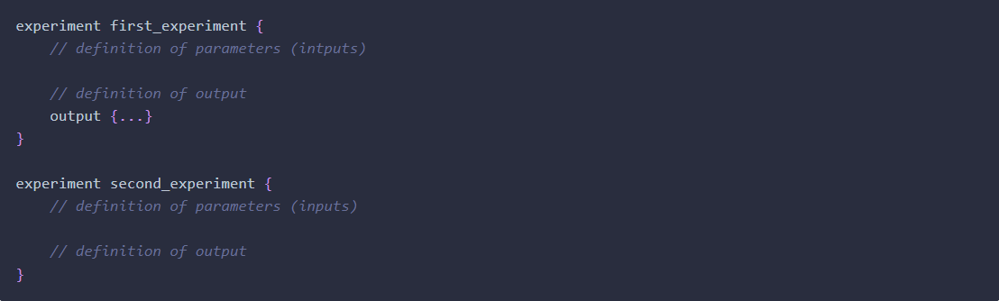 experiment first_experiment {
    // definition of parameters (intputs)
    // definition of output
    output {...}
}
experiment second_experiment {
    // definition of parameters (inputs)
    // definition of output
}